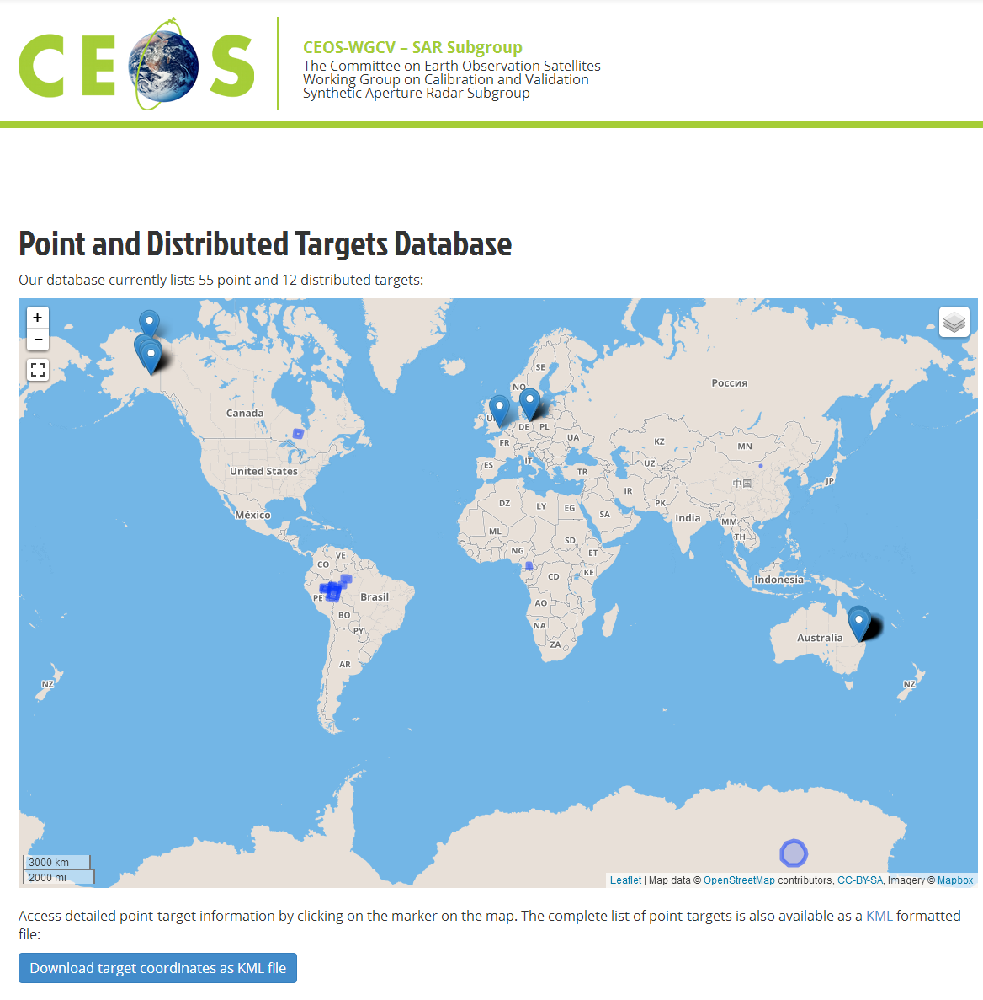 CEOS
CEOS-WGCV – SAR Subgroup
The Committee on Earth Observation Satellites
Working Group on Calibration and Validation
Synthetic Aperture Radar Subgroup
Point and Distributed Targets Database
Our database currently lists 55 point and 12 distributed targets:
+
−
SE
NO
Россия
Canada
DE
PL
KZ
UA
FR
MN
United States
ES
IT
TR
UZ
中国
JP
IR
México
DZ
LY
EG
SA
PK
India
MM
ML
SD
TH
NG
ET
VE
CO
CD
KE
Indonesia
PE
Brasil
AO
BO
NA
PY
ZA
Australia
AR
NZ
NZ
3000 km
2000 mi
Leaflet | Map data © OpenStreetMap contributors, CC-BY-SA, Imagery © Mapbox
Access detailed point-target information by clicking on the marker on the map. The complete list of point-targets is also available as a KML formatted
file:
Download target coordinates as KML file